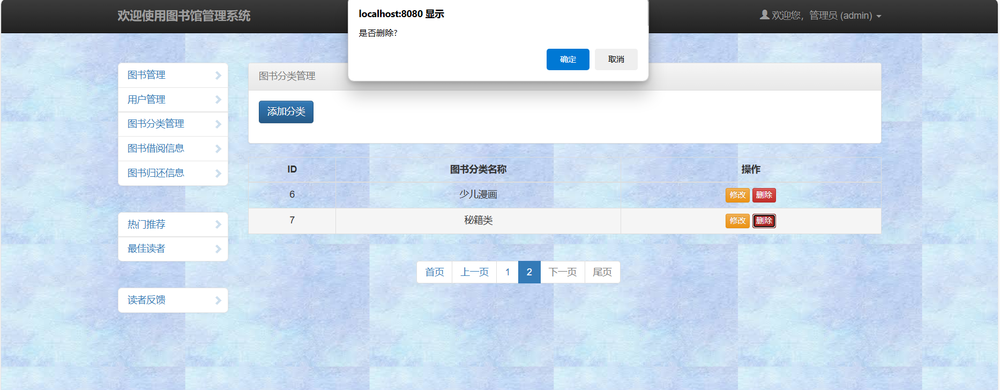 欢迎使用图书馆管理系统
localhost:8080 显示
是否删除?
确定 取消
欢迎您，管理员 (admin)
图书管理
用户管理
图书分类管理
图书借阅信息
图书归还信息
热门推荐
最佳读者
读者反馈
图书分类管理
添加分类
ID 图书分类名称 操作
6 少儿漫画 修改 删除
7 秘籍类 修改 删除
首页 上一页 1 2 下一页 尾页